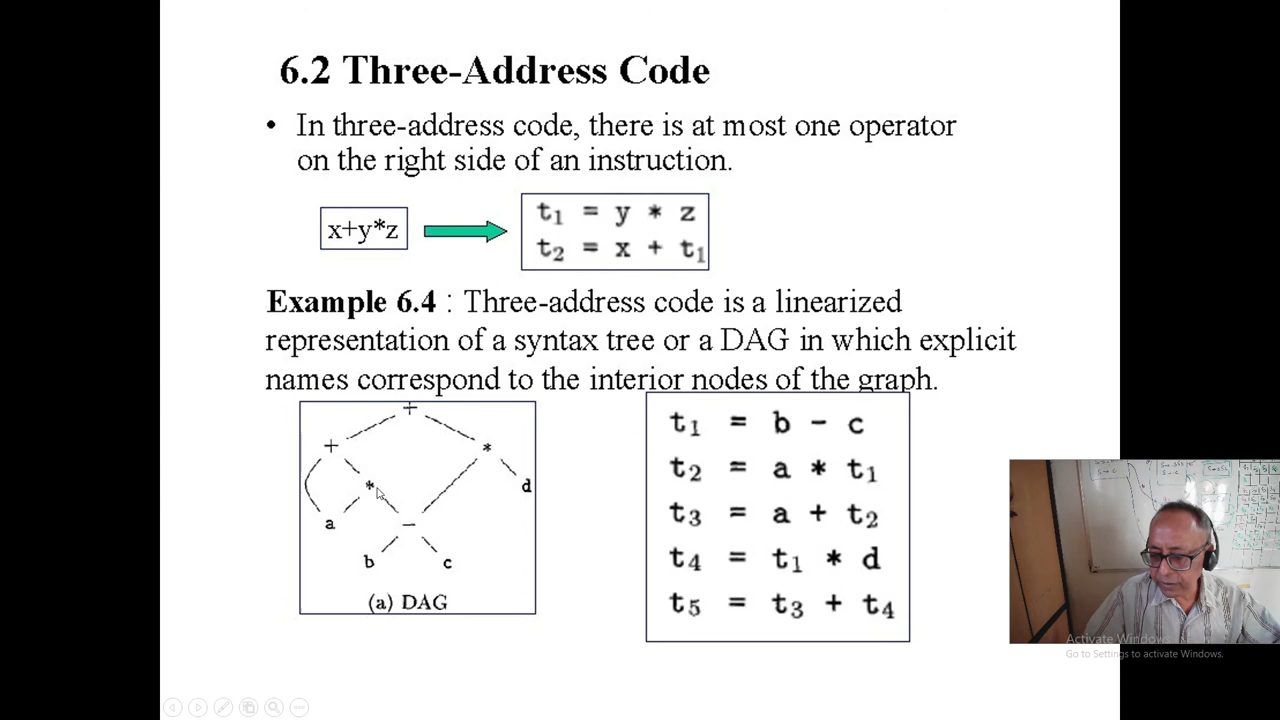 6.2 Three-Address Code
• In three-address code, there is at most one operator
on the right side of an instruction.
x+y*z
t₁ = y * z
t₂ = x + t₁
Example 6.4 : Three-address code is a linearized
representation of a syntax tree or a DAG in which explicit
names correspond to the interior nodes of the graph.
+
+ *
* d
a −
b c
(a) DAG
t₁ = b − c
t₂ = a * t₁
t₃ = a + t₂
t₄ = t₁ * d
t₅ = t₃ + t₄
Activate Windows
Go to Settings to activate Windows.